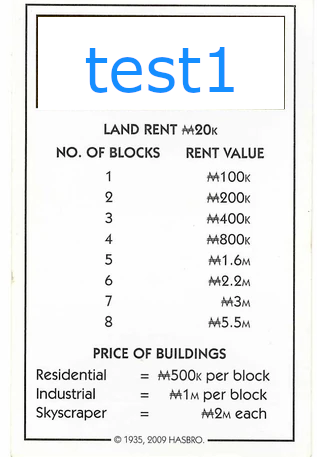 test1
LAND RENT ₩20K
NO. OF BLOCKS RENT VALUE
1 ₩100K
2 ₩200K
3 ₩400K
4 ₩800K
5 ₩1.6M
6 ₩2.2M
7 ₩3M
8 ₩5.5M
PRICE OF BUILDINGS
Residential = ₩500K per block
Industrial = ₩1M per block
Skyscraper = ₩2M each
© 1935, 2009 HASBRO.